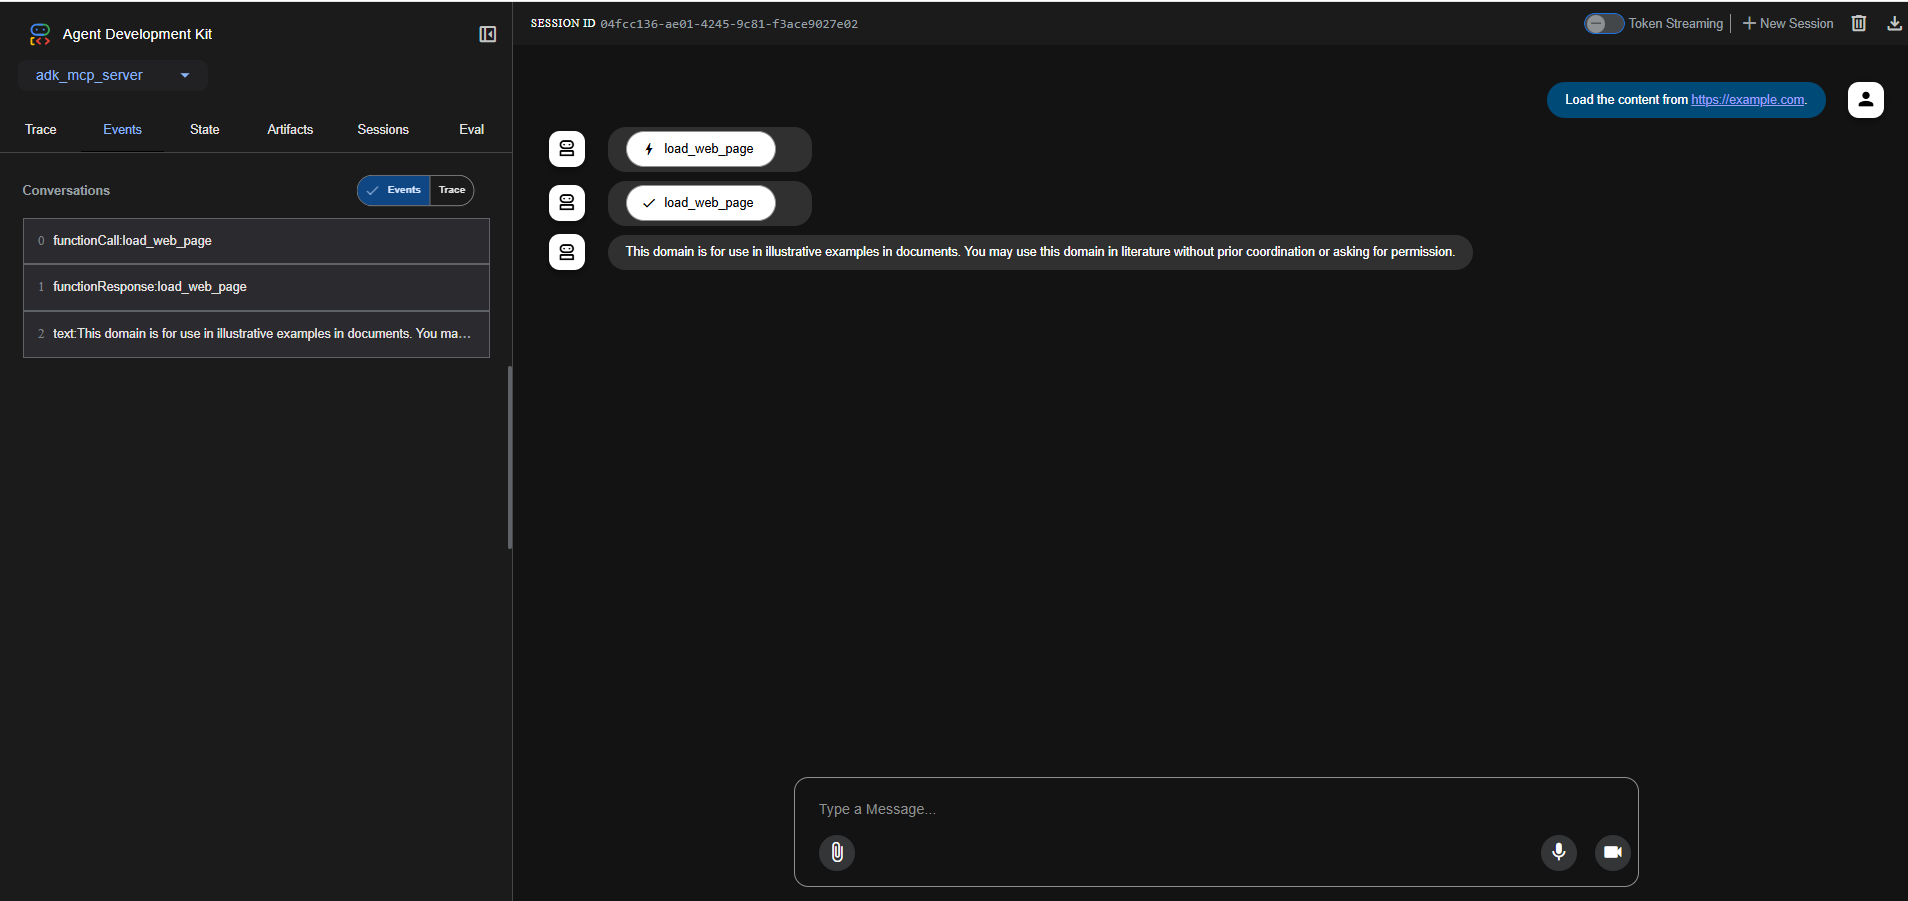 Agent Development Kit
adk_mcp_server
Trace Events State Artifacts Sessions Eval
Conversations
Events Trace
0 functionCall:load_web_page
1 functionResponse:load_web_page
2 text:This domain is for use in illustrative examples in documents. You ma...
SESSION ID 04fcc136-ae01-4245-9c81-f3ace9027e02
Token Streaming New Session
Load the content from https://example.com.
load_web_page
load_web_page
This domain is for use in illustrative examples in documents. You may use this domain in literature without prior coordination or asking for permission.
Type a Message...